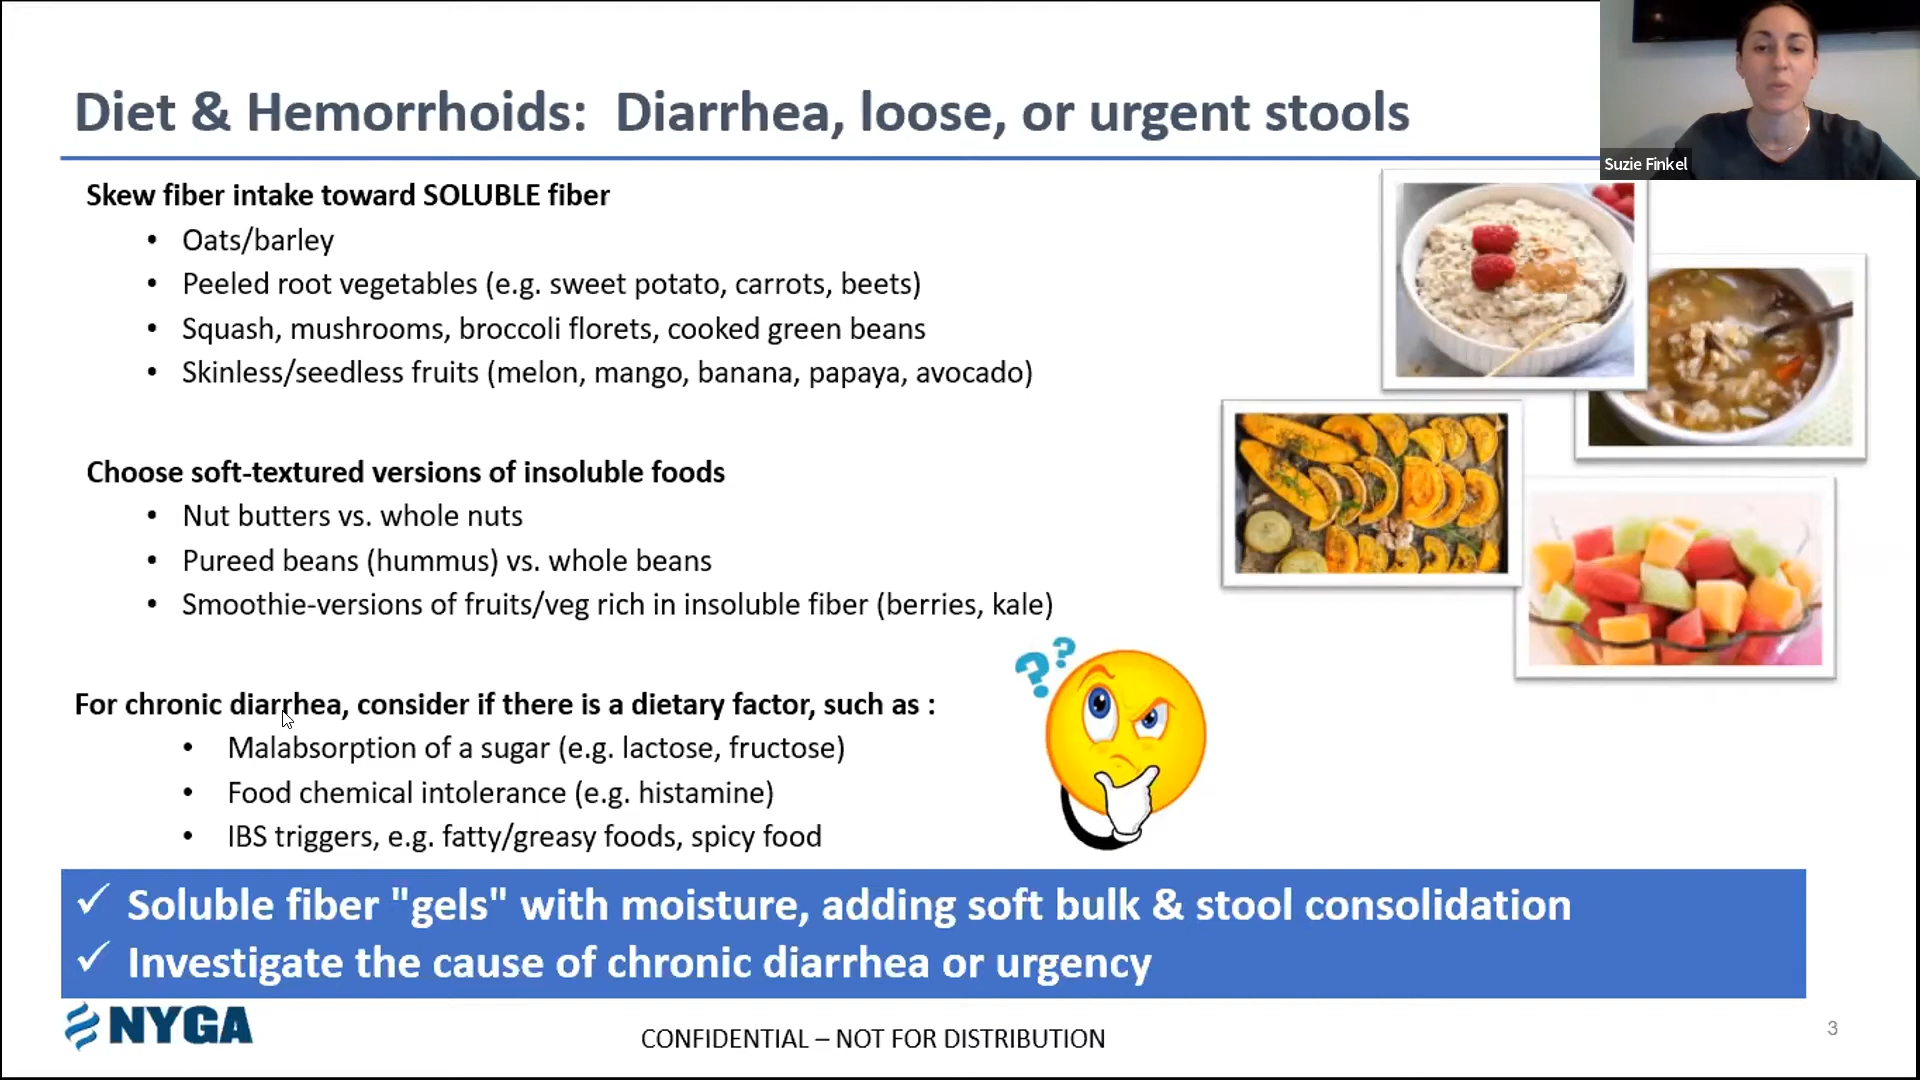 Diet & Hemorrhoids: Diarrhea, loose, or urgent stools
Suzie Finkel
Skew fiber intake toward SOLUBLE fiber
• Oats/barley
• Peeled root vegetables (e.g. sweet potato, carrots, beets)
• Squash, mushrooms, broccoli florets, cooked green beans
• Skinless/seedless fruits (melon, mango, banana, papaya, avocado)
Choose soft-textured versions of insoluble foods
• Nut butters vs. whole nuts
• Pureed beans (hummus) vs. whole beans
• Smoothie-versions of fruits/veg rich in insoluble fiber (berries, kale)
??
For chronic diarrhea, consider if there is a dietary factor, such as :
• Malabsorption of a sugar (e.g. lactose, fructose)
• Food chemical intolerance (e.g. histamine)
• IBS triggers, e.g. fatty/greasy foods, spicy food
✓ Soluble fiber "gels" with moisture, adding soft bulk & stool consolidation
✓ Investigate the cause of chronic diarrhea or urgency
NYGA
CONFIDENTIAL – NOT FOR DISTRIBUTION
3